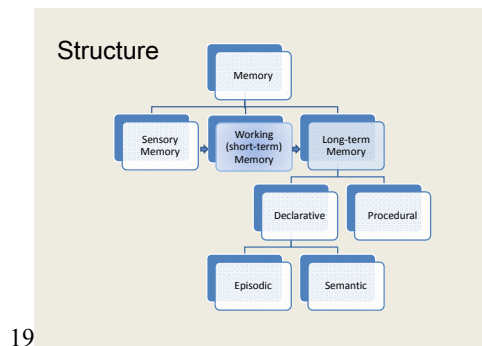 Structure
Memory
Sensory
Memory
Working
(short-term)
Memory
Long-term
Memory
Declarative
Procedural
Episodic
Semantic
19